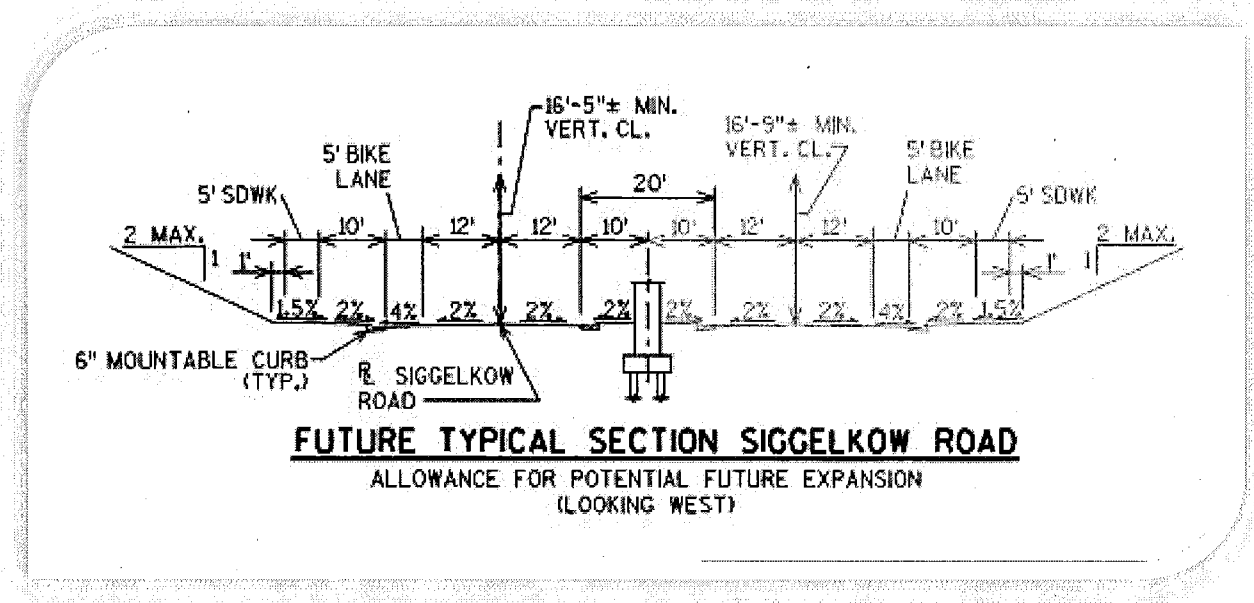 16'-5"± MIN.
VERT. CL.
16'-9"± MIN.
VERT. CL.
5' BIKE
LANE
5' BIKE
LANE
5' SDWK
20'
5' SDWK
10' 12' 12' 10' 10' 12' 12' 10'
2 MAX.
1
1'
2 MAX.
1
1'
1.5% 2% 4% 2% 2% 2% 2% 2% 2% 4% 2% 1.5%
6" MOUNTABLE CURB
(TYP.)
R SIGGELKOW
ROAD
FUTURE TYPICAL SECTION SIGGELKOW ROAD
ALLOWANCE FOR POTENTIAL FUTURE EXPANSION
(LOOKING WEST)